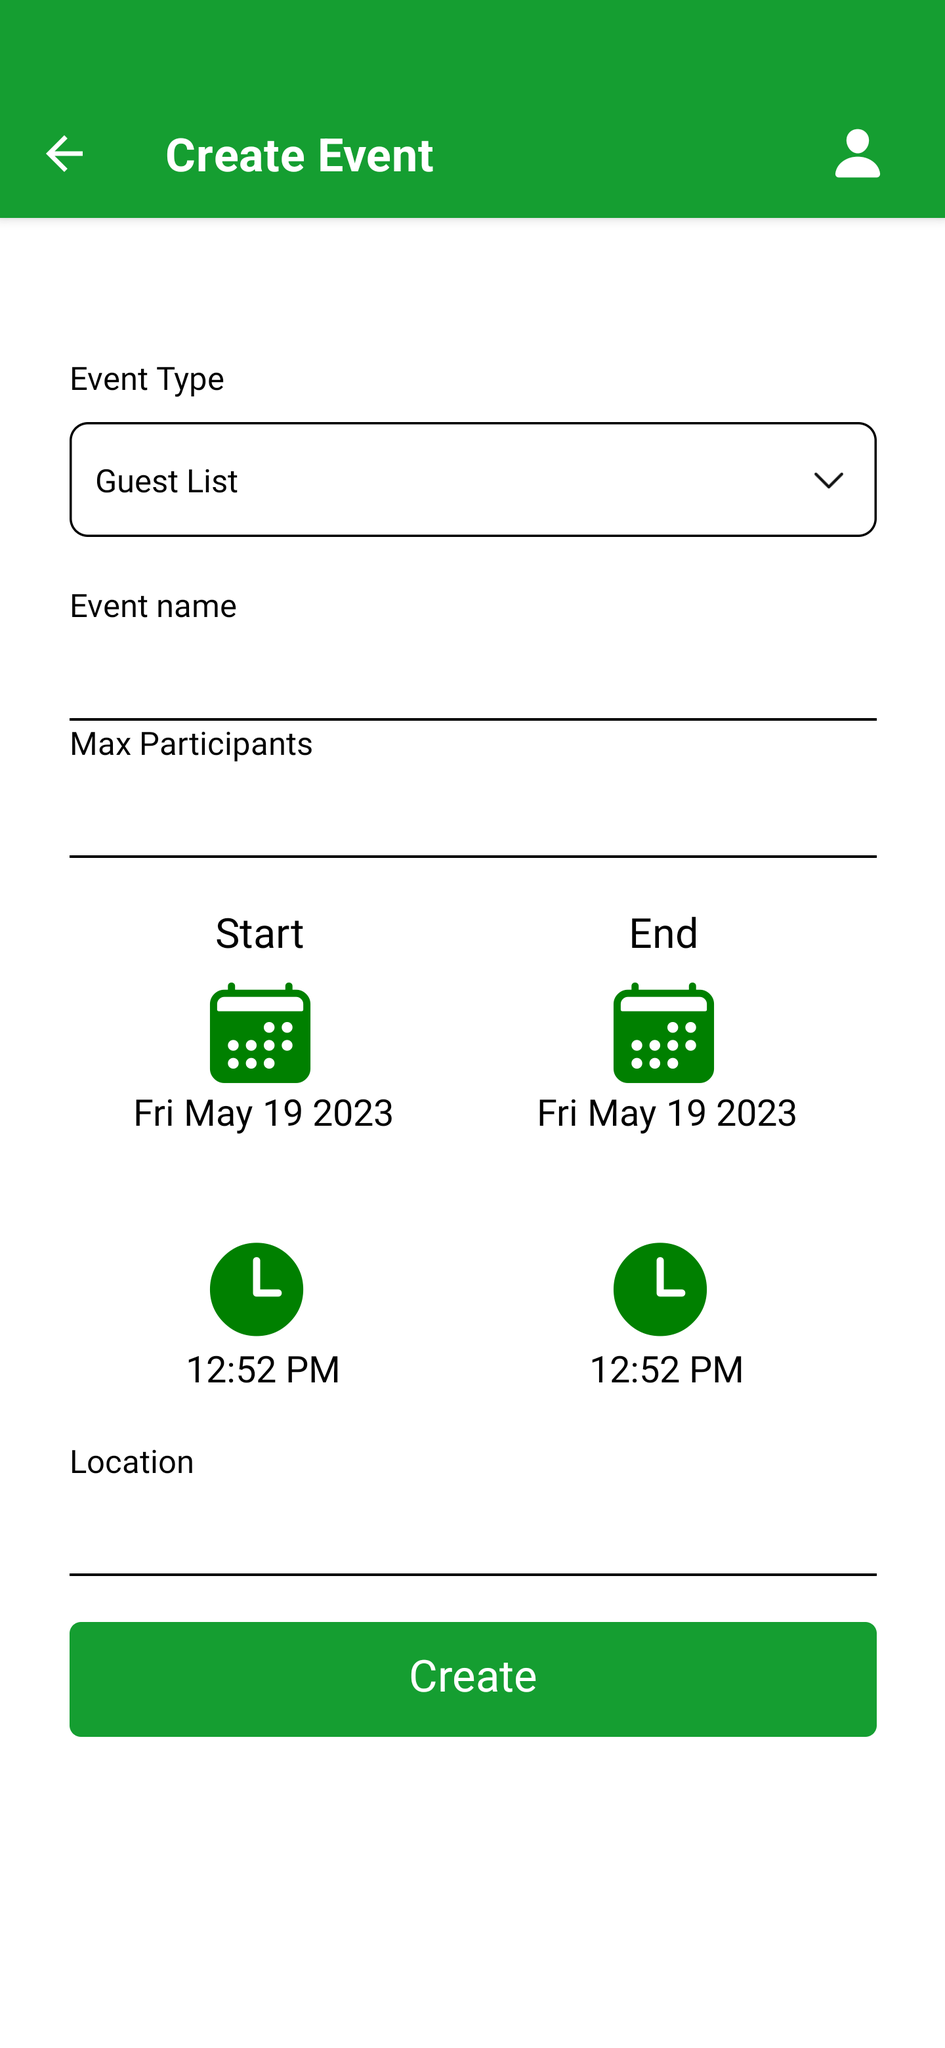 Create Event
Event Type
Guest List
Event name
Max Participants
Start End
Fri May 19 2023 Fri May 19 2023
12:52 PM 12:52 PM
Location
Create